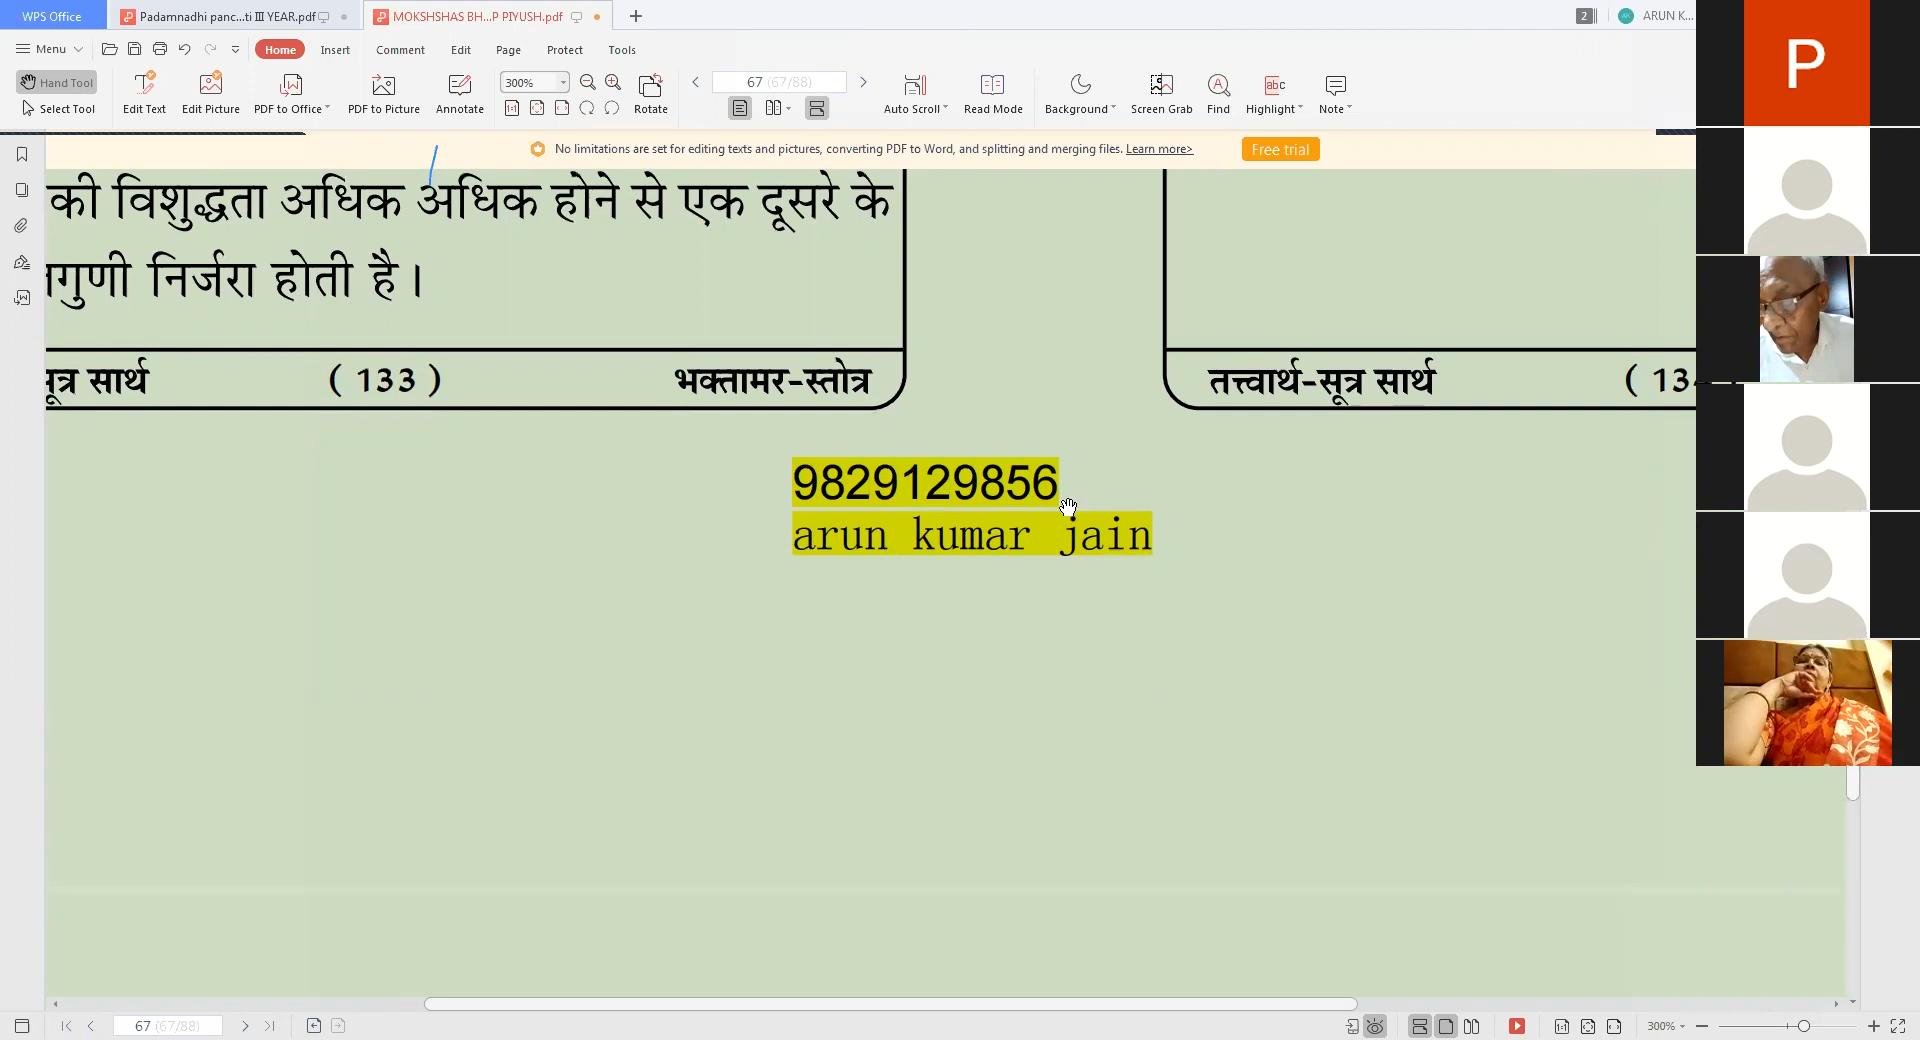 WPS Office
Padamnadhi panc...ti III YEAR.pdf
MOKSHSHAS BH...P PIYUSH.pdf
2
ARUN K...
Menu
Home
Insert
Comment
Edit
Page
Protect
Tools
Hand Tool
Select Tool
Edit Text
Edit Picture
PDF to Office
PDF to Picture
Annotate
300%
Rotate
67 (67/88)
Auto Scroll
Read Mode
Background
Screen Grab
Find
Highlight
Note
No limitations are set for editing texts and pictures, converting PDF to Word, and splitting and merging files. Learn more>
Free trial
P
की विशुद्धता अधिक अधिक होने से एक दूसरे के
निर्जरा होती है।
सार्थ (133) भक्तामर-स्तोत्र
तत्त्वार्थ-सूत्र सार्थ
9829129856
arun kumar jain
67 (67/88)
300%